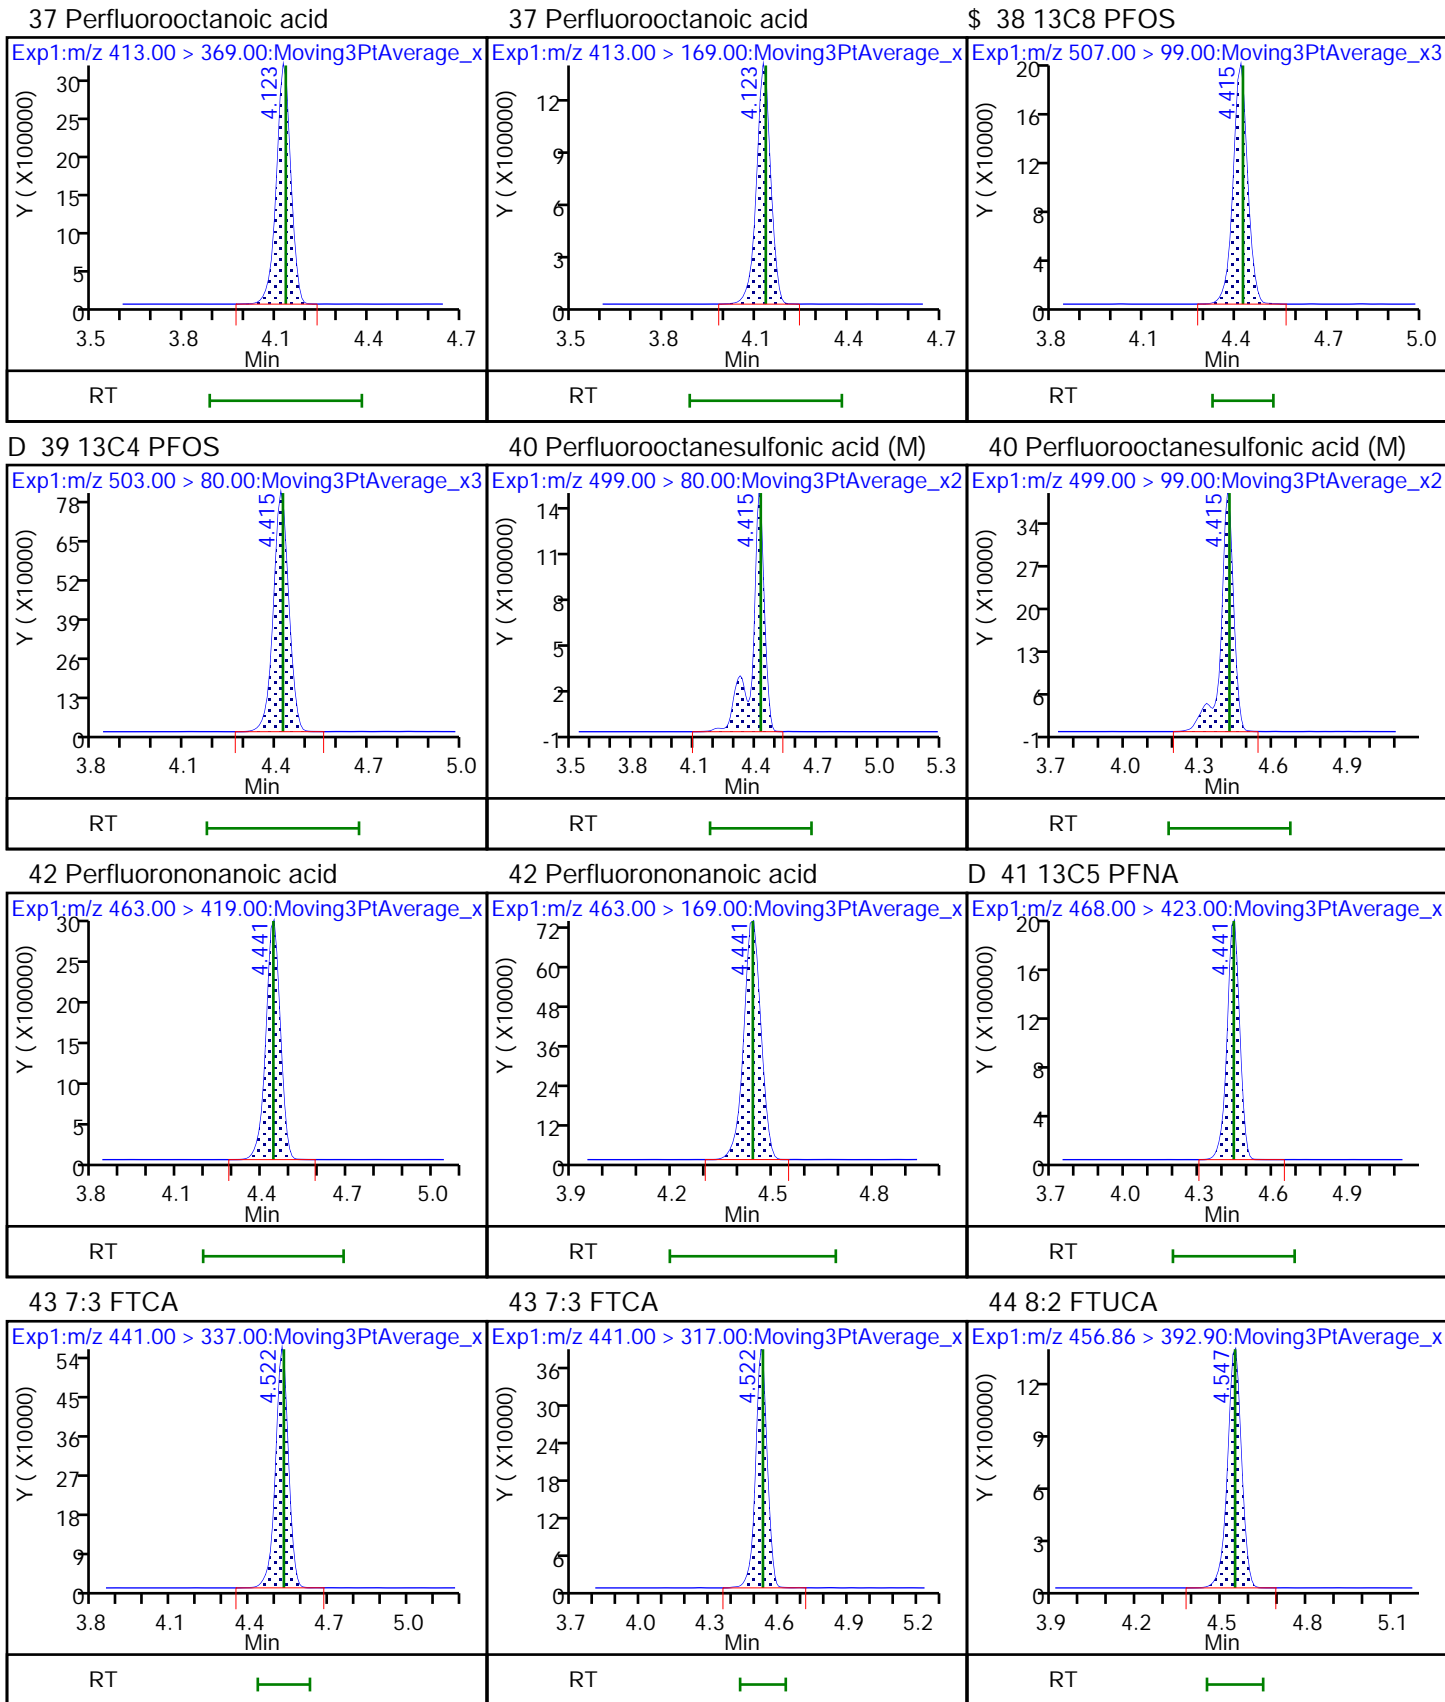 37 Perfluorooctanoic acid
Exp1:m/z 413.00 > 369.00:Moving3PtAverage_x
Y ( X100000)
30
25
20
15
10
5
0
4.123
3.5 3.8 4.1 4.4 4.7
Min
RT
37 Perfluorooctanoic acid
Exp1:m/z 413.00 > 169.00:Moving3PtAverage_x
Y ( X100000)
12
9
6
3
0
4.123
3.5 3.8 4.1 4.4 4.7
Min
RT
$ 38 13C8 PFOS
Exp1:m/z 507.00 > 99.00:Moving3PtAverage_x3
Y ( X100000)
20
16
12
8
4
0
4.415
3.8 4.1 4.4 4.7 5.0
Min
RT
D 39 13C4 PFOS
Exp1:m/z 503.00 > 80.00:Moving3PtAverage_x3
Y ( X10000)
78
65
52
39
26
13
0
4.415
3.8 4.1 4.4 4.7 5.0
Min
RT
40 Perfluorooctanesulfonic acid (M)
Exp1:m/z 499.00 > 80.00:Moving3PtAverage_x2
Y ( X100000)
14
11
8
5
2
-1
4.415
3.5 3.8 4.1 4.4 4.7 5.0 5.3
Min
RT
40 Perfluorooctanesulfonic acid (M)
Exp1:m/z 499.00 > 99.00:Moving3PtAverage_x2
Y ( X10000)
34
27
20
13
6
-1
4.415
3.7 4.0 4.3 4.6 4.9
Min
RT
42 Perfluorononanoic acid
Exp1:m/z 463.00 > 419.00:Moving3PtAverage_x
Y ( X100000)
30
25
20
15
10
5
0
4.441
3.8 4.1 4.4 4.7 5.0
Min
RT
42 Perfluorononanoic acid
Exp1:m/z 463.00 > 169.00:Moving3PtAverage_x
Y ( X10000)
72
60
48
36
24
12
0
4.441
3.9 4.2 4.5 4.8
Min
RT
D 41 13C5 PFNA
Exp1:m/z 468.00 > 423.00:Moving3PtAverage_x
Y ( X100000)
20
16
12
8
4
0
4.441
3.7 4.0 4.3 4.6 4.9
Min
RT
43 7:3 FTCA
Exp1:m/z 441.00 > 337.00:Moving3PtAverage_x
Y ( X10000)
54
45
36
27
18
9
0
4.522
3.8 4.1 4.4 4.7 5.0
Min
RT
43 7:3 FTCA
Exp1:m/z 441.00 > 317.00:Moving3PtAverage_x
Y ( X10000)
36
30
24
18
12
6
0
4.522
3.7 4.0 4.3 4.6 4.9 5.2
Min
RT
44 8:2 FTUCA
Exp1:m/z 456.86 > 392.90:Moving3PtAverage_x
Y ( X100000)
12
9
6
3
0
4.547
3.9 4.2 4.5 4.8 5.1
Min
RT